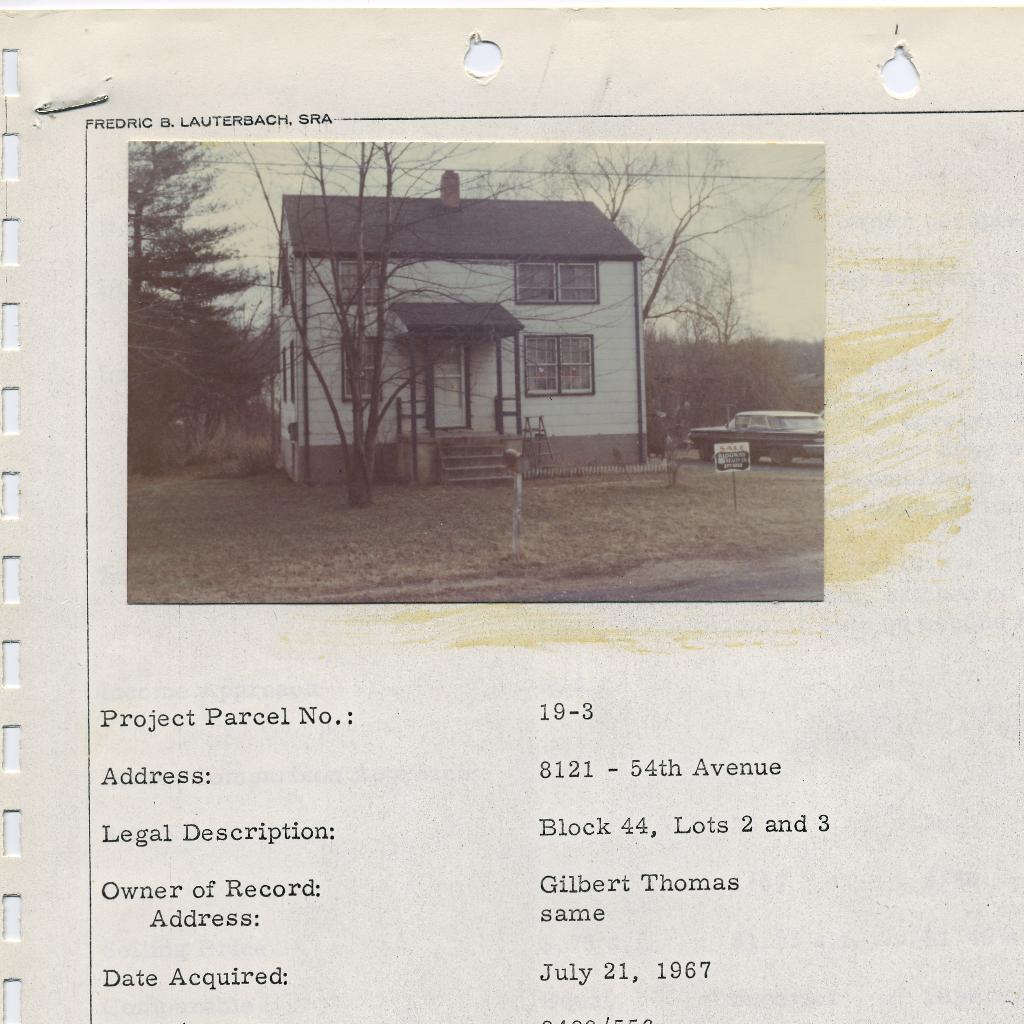 FREDRIC B. LAUTERBACH, SRA
SALE
Project Parcel No.: 19-3
Address: 8121 - 54th Avenue
Legal Description: Block 44, Lots 2 and 3
Owner of Record: Gilbert Thomas
Address: same
Date Acquired: July 21, 1967